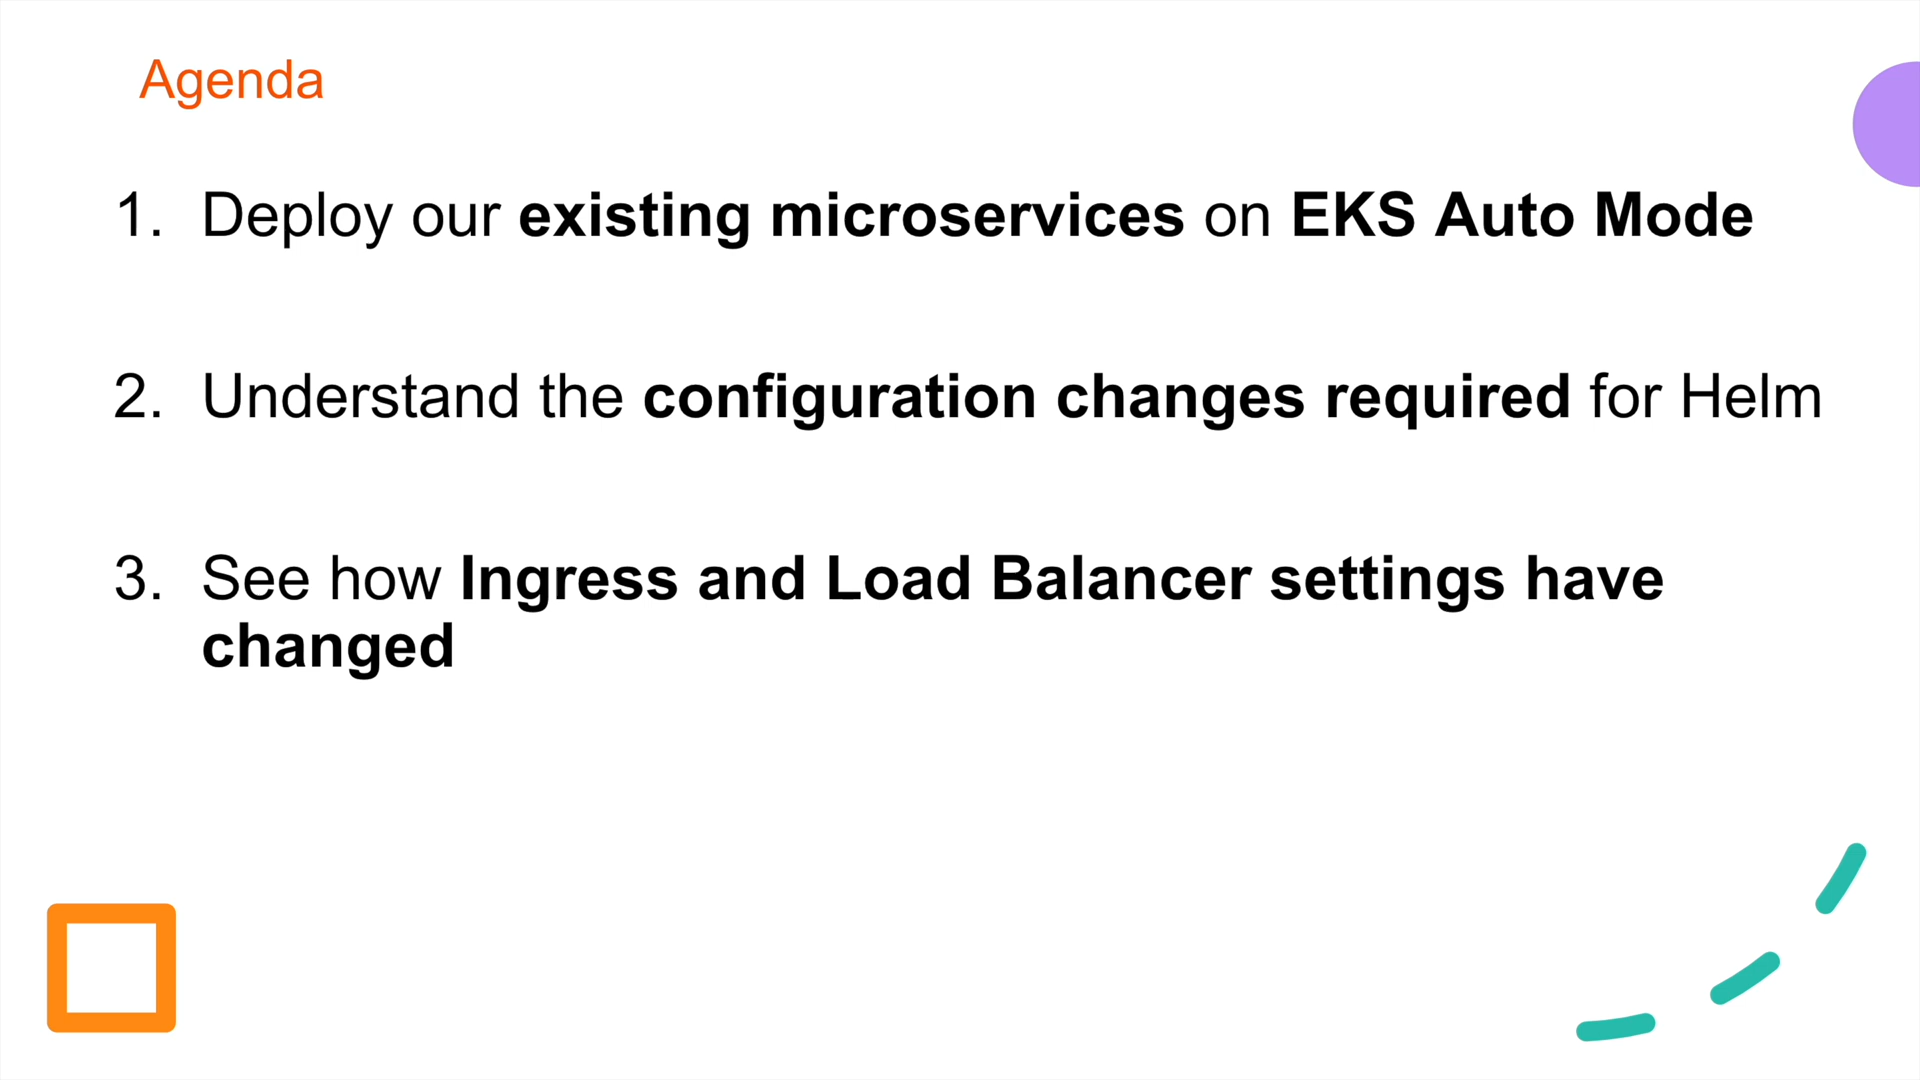 Agenda
1. Deploy our existing microservices on EKS Auto Mode
2. Understand the configuration changes required for Helm
3. See how Ingress and Load Balancer settings have
changed